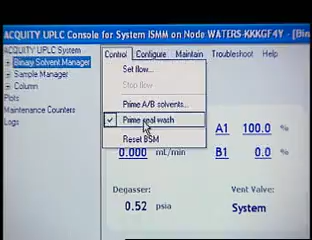 ACQUITY UPLC Console for System ISMM on Node WATERS-KKKGF4Y - [Bin
ACQUITY UPLC System
Binary Solvent Manager
Sample Manager
Column
Plots
Maintenance Counters
Logs
Control Configure Maintain Troubleshoot Help
Set flow...
Stop flow
Prime A/B solvents...
Prime seal wash
Reset BSM
0.000 mL/min
A1 100.0 %
B1 0.0 %
Degasser:
0.52 psia
Vent Valve:
System